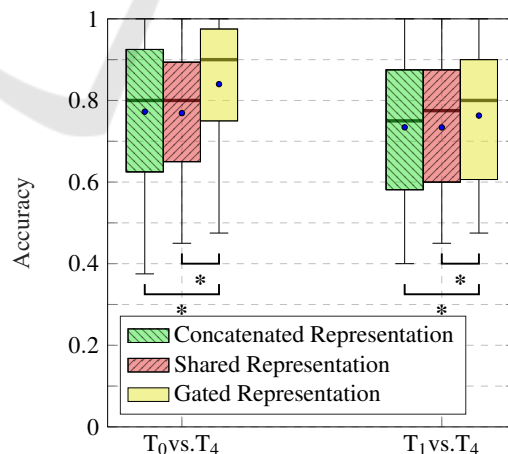 1
0.8
0.6
0.4
0.2
0
Accuracy
*
*
*
*
Concatenated Representation
Shared Representation
Gated Representation
T₀vs.T₄
T₁vs.T₄